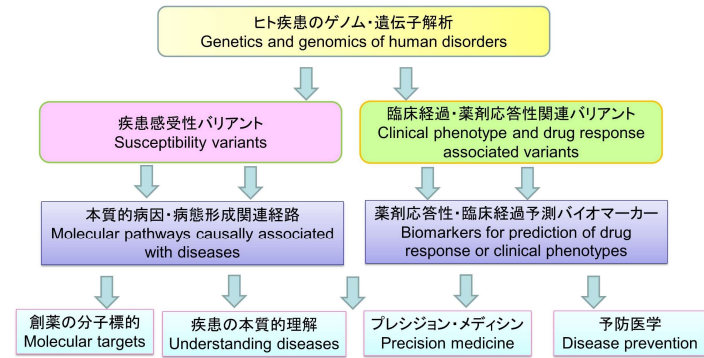 ヒト疾患のゲノム・遺伝子解析
Genetics and genomics of human disorders
疾患感受性バリアント
Susceptibility variants
臨床経過・薬剤応答性関連バリアント
Clinical phenotype and drug response
associated variants
本質的病因・病態形成関連経路
Molecular pathways causally associated
with diseases
薬剤応答性・臨床経過予測バイオマーカー
Biomarkers for prediction of drug
response or clinical phenotypes
創薬の分子標的
Molecular targets
疾患の本質的理解
Understanding diseases
プレシジョン・メディシン
Precision medicine
予防医学
Disease prevention